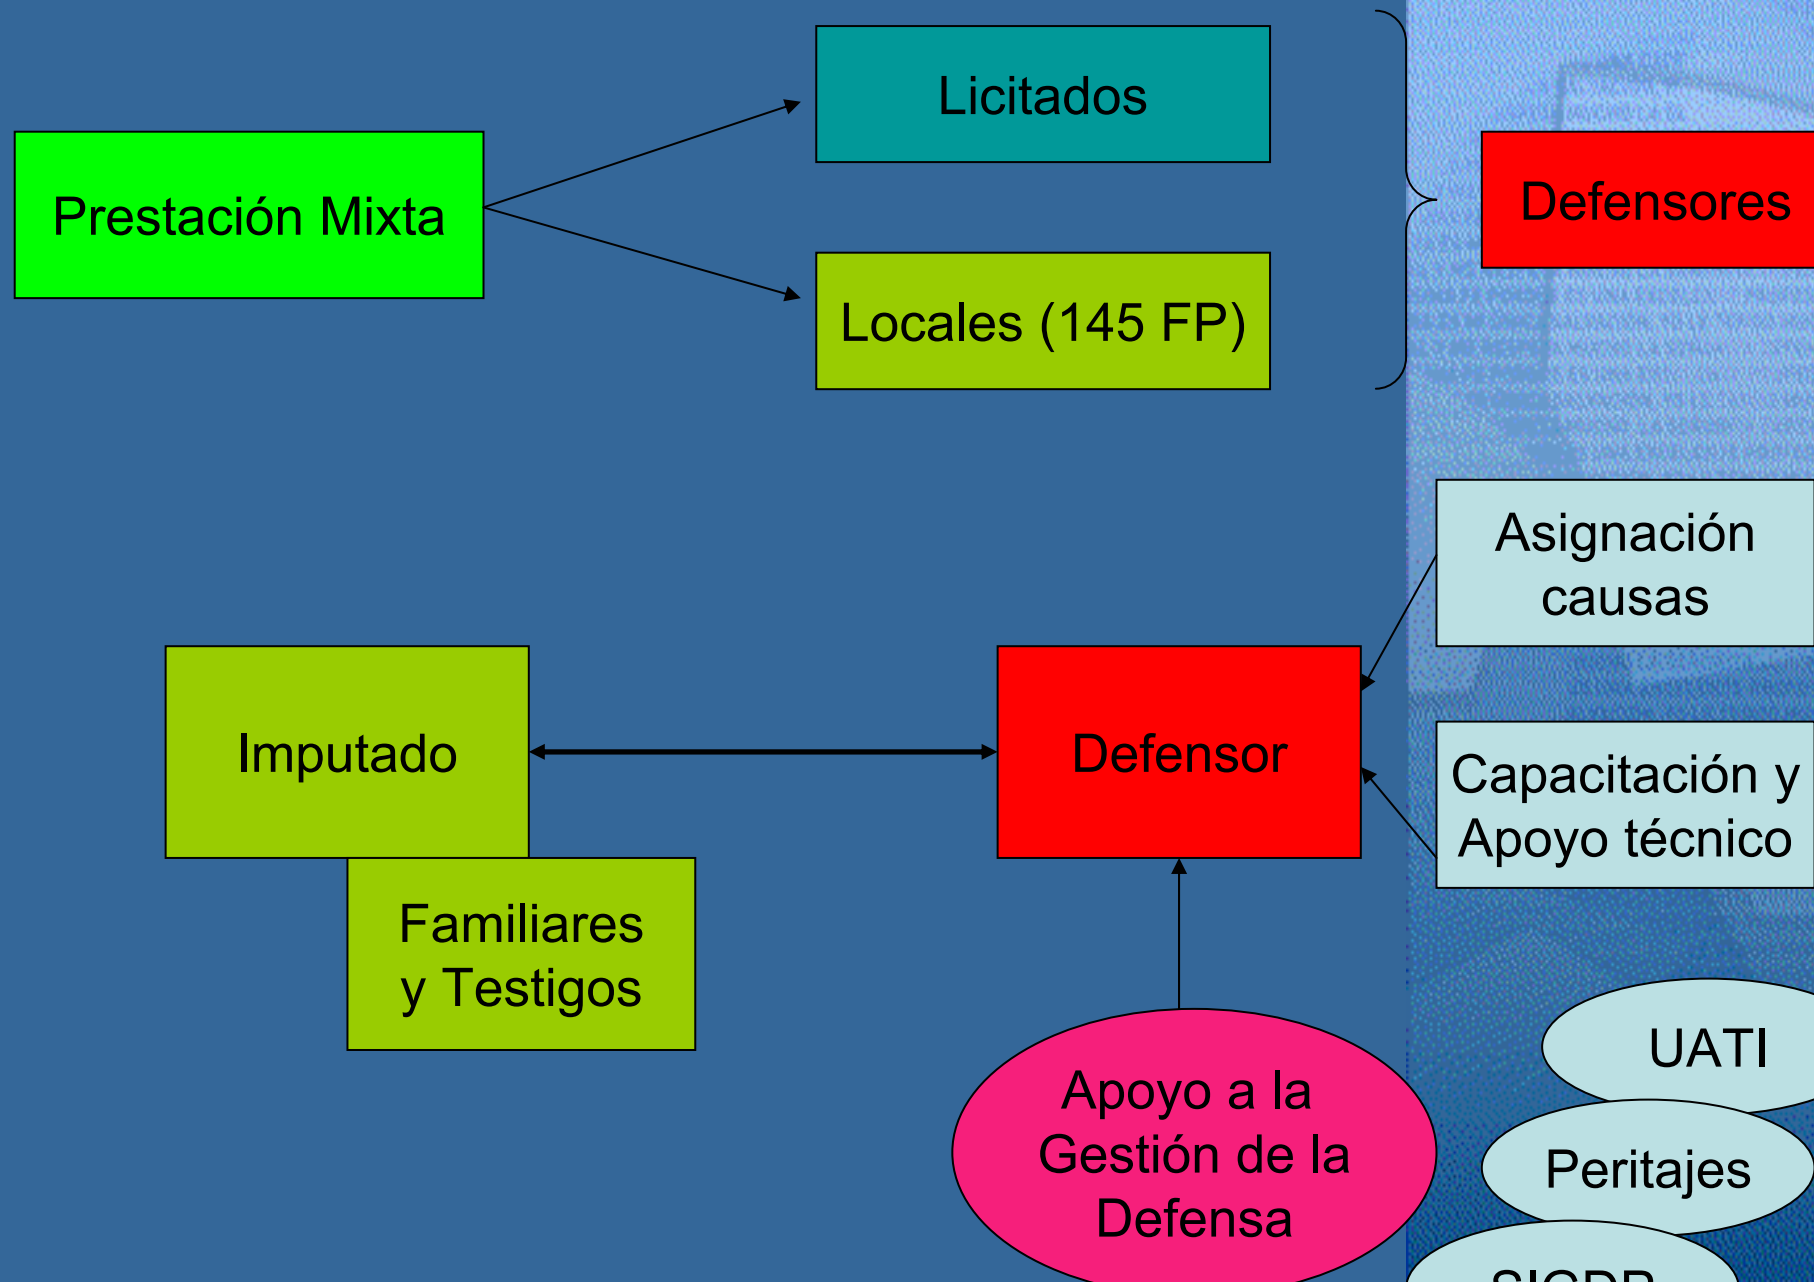 Licitados
Prestación Mixta
Defensores
Locales (145 FP)
Asignación
causas
Imputado
Defensor
Capacitación y
Apoyo técnico
Familiares
y Testigos
UATI
Apoyo a la
Gestión de la
Defensa
Peritajes